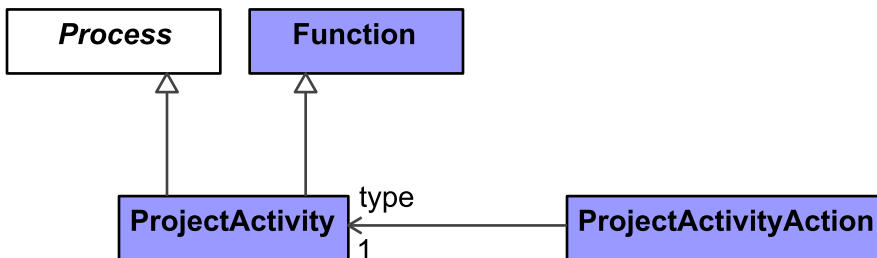 Process
Function
type
ProjectActivity
ProjectActivityAction
1